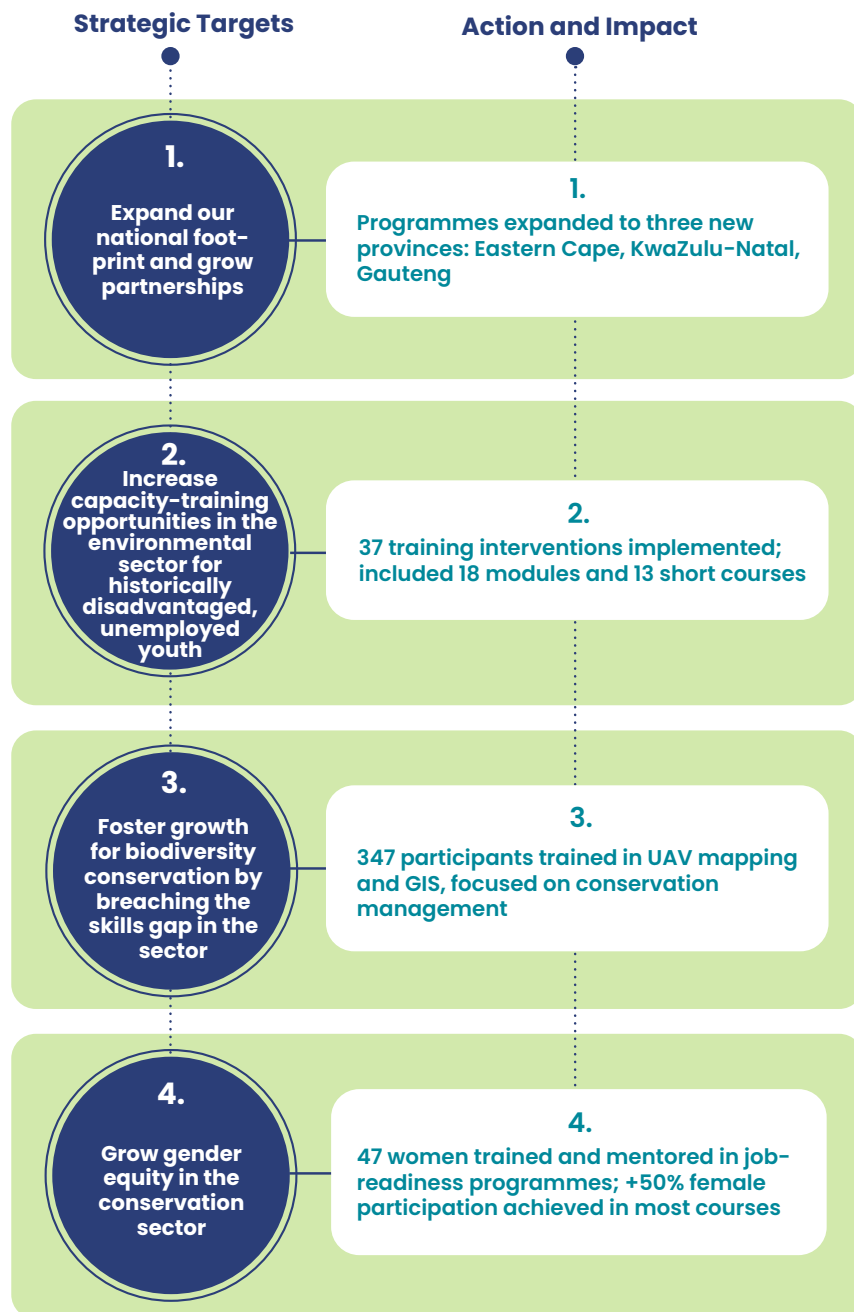 Strategic Targets
Action and Impact
1.
Expand our
national foot-
print and grow
partnerships
1.
Programmes expanded to three new
provinces: Eastern Cape, KwaZulu-Natal,
Gauteng
2.
Increase
capacity-training
opportunities in the
environmental
sector for
historically
disadvantaged,
unemployed
youth
2.
37 training interventions implemented;
included 18 modules and 13 short courses
3.
Foster growth
for biodiversity
conservation by
breaching the
skills gap in the
sector
3.
347 participants trained in UAV mapping
and GIS, focused on conservation
management
4.
Grow gender
equity in the
conservation
sector
4.
47 women trained and mentored in job-
readiness programmes; +50% female
participation achieved in most courses